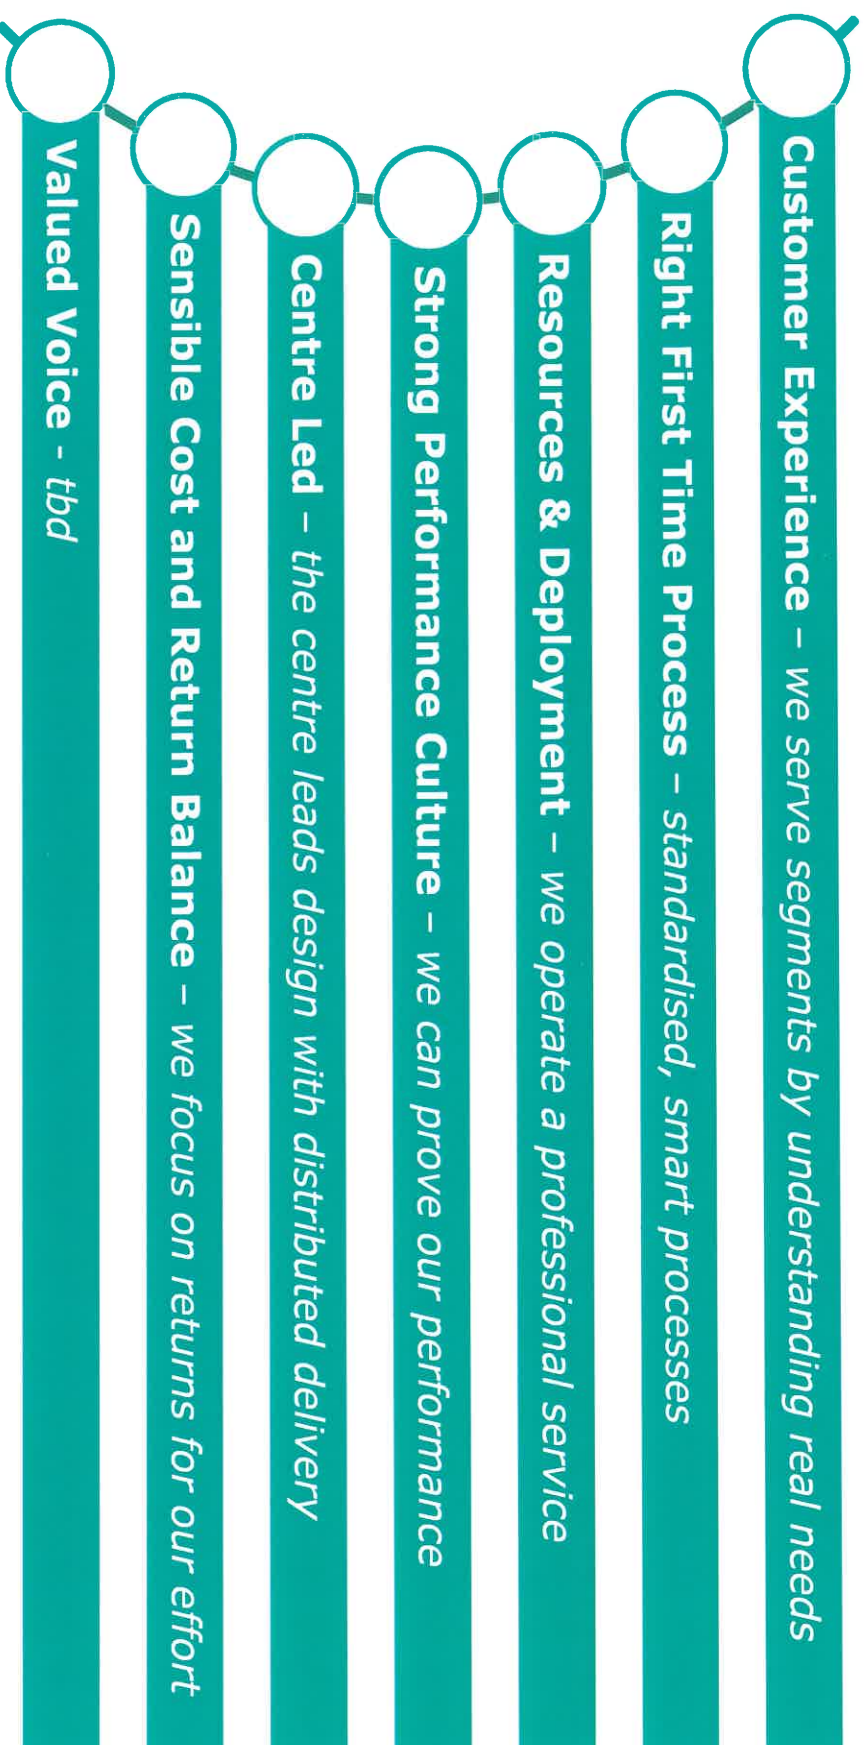 Customer Experience – we serve segments by understanding real needs
Right First Time Process – standardised, smart processes
Resources & Deployment – we operate a professional service
Strong Performance Culture – we can prove our performance
Centre Led – the centre leads design with distributed delivery
Sensible Cost and Return Balance – we focus on returns for our effort
Valued Voice - tbd